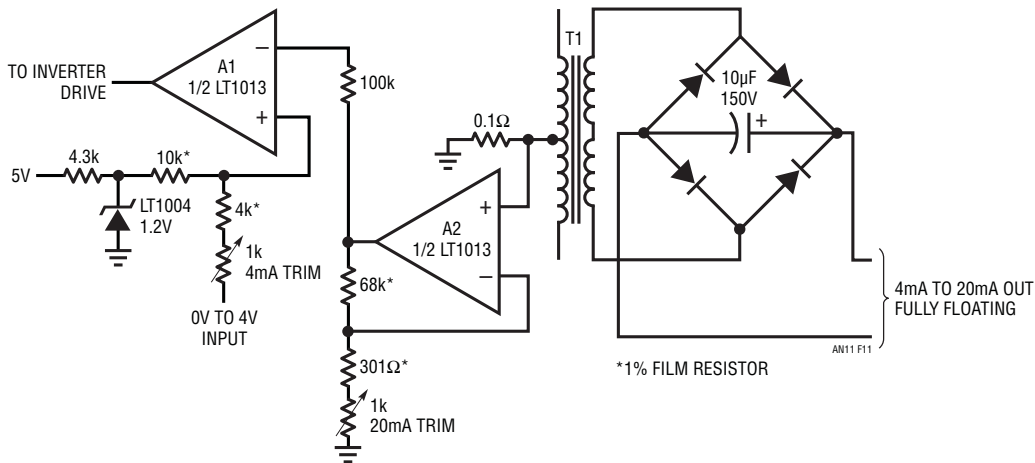 TO INVERTER
DRIVE
A1
1/2 LT1013
−
+
100k
5V
4.3k
10k*
LT1004
1.2V
4k*
1k
4mA TRIM
0V TO 4V
INPUT
0.1Ω
A2
1/2 LT1013
+
−
68k*
301Ω*
1k
20mA TRIM
T1
10µF
150V
+
4mA TO 20mA OUT
FULLY FLOATING
AN11 F11
*1% FILM RESISTOR